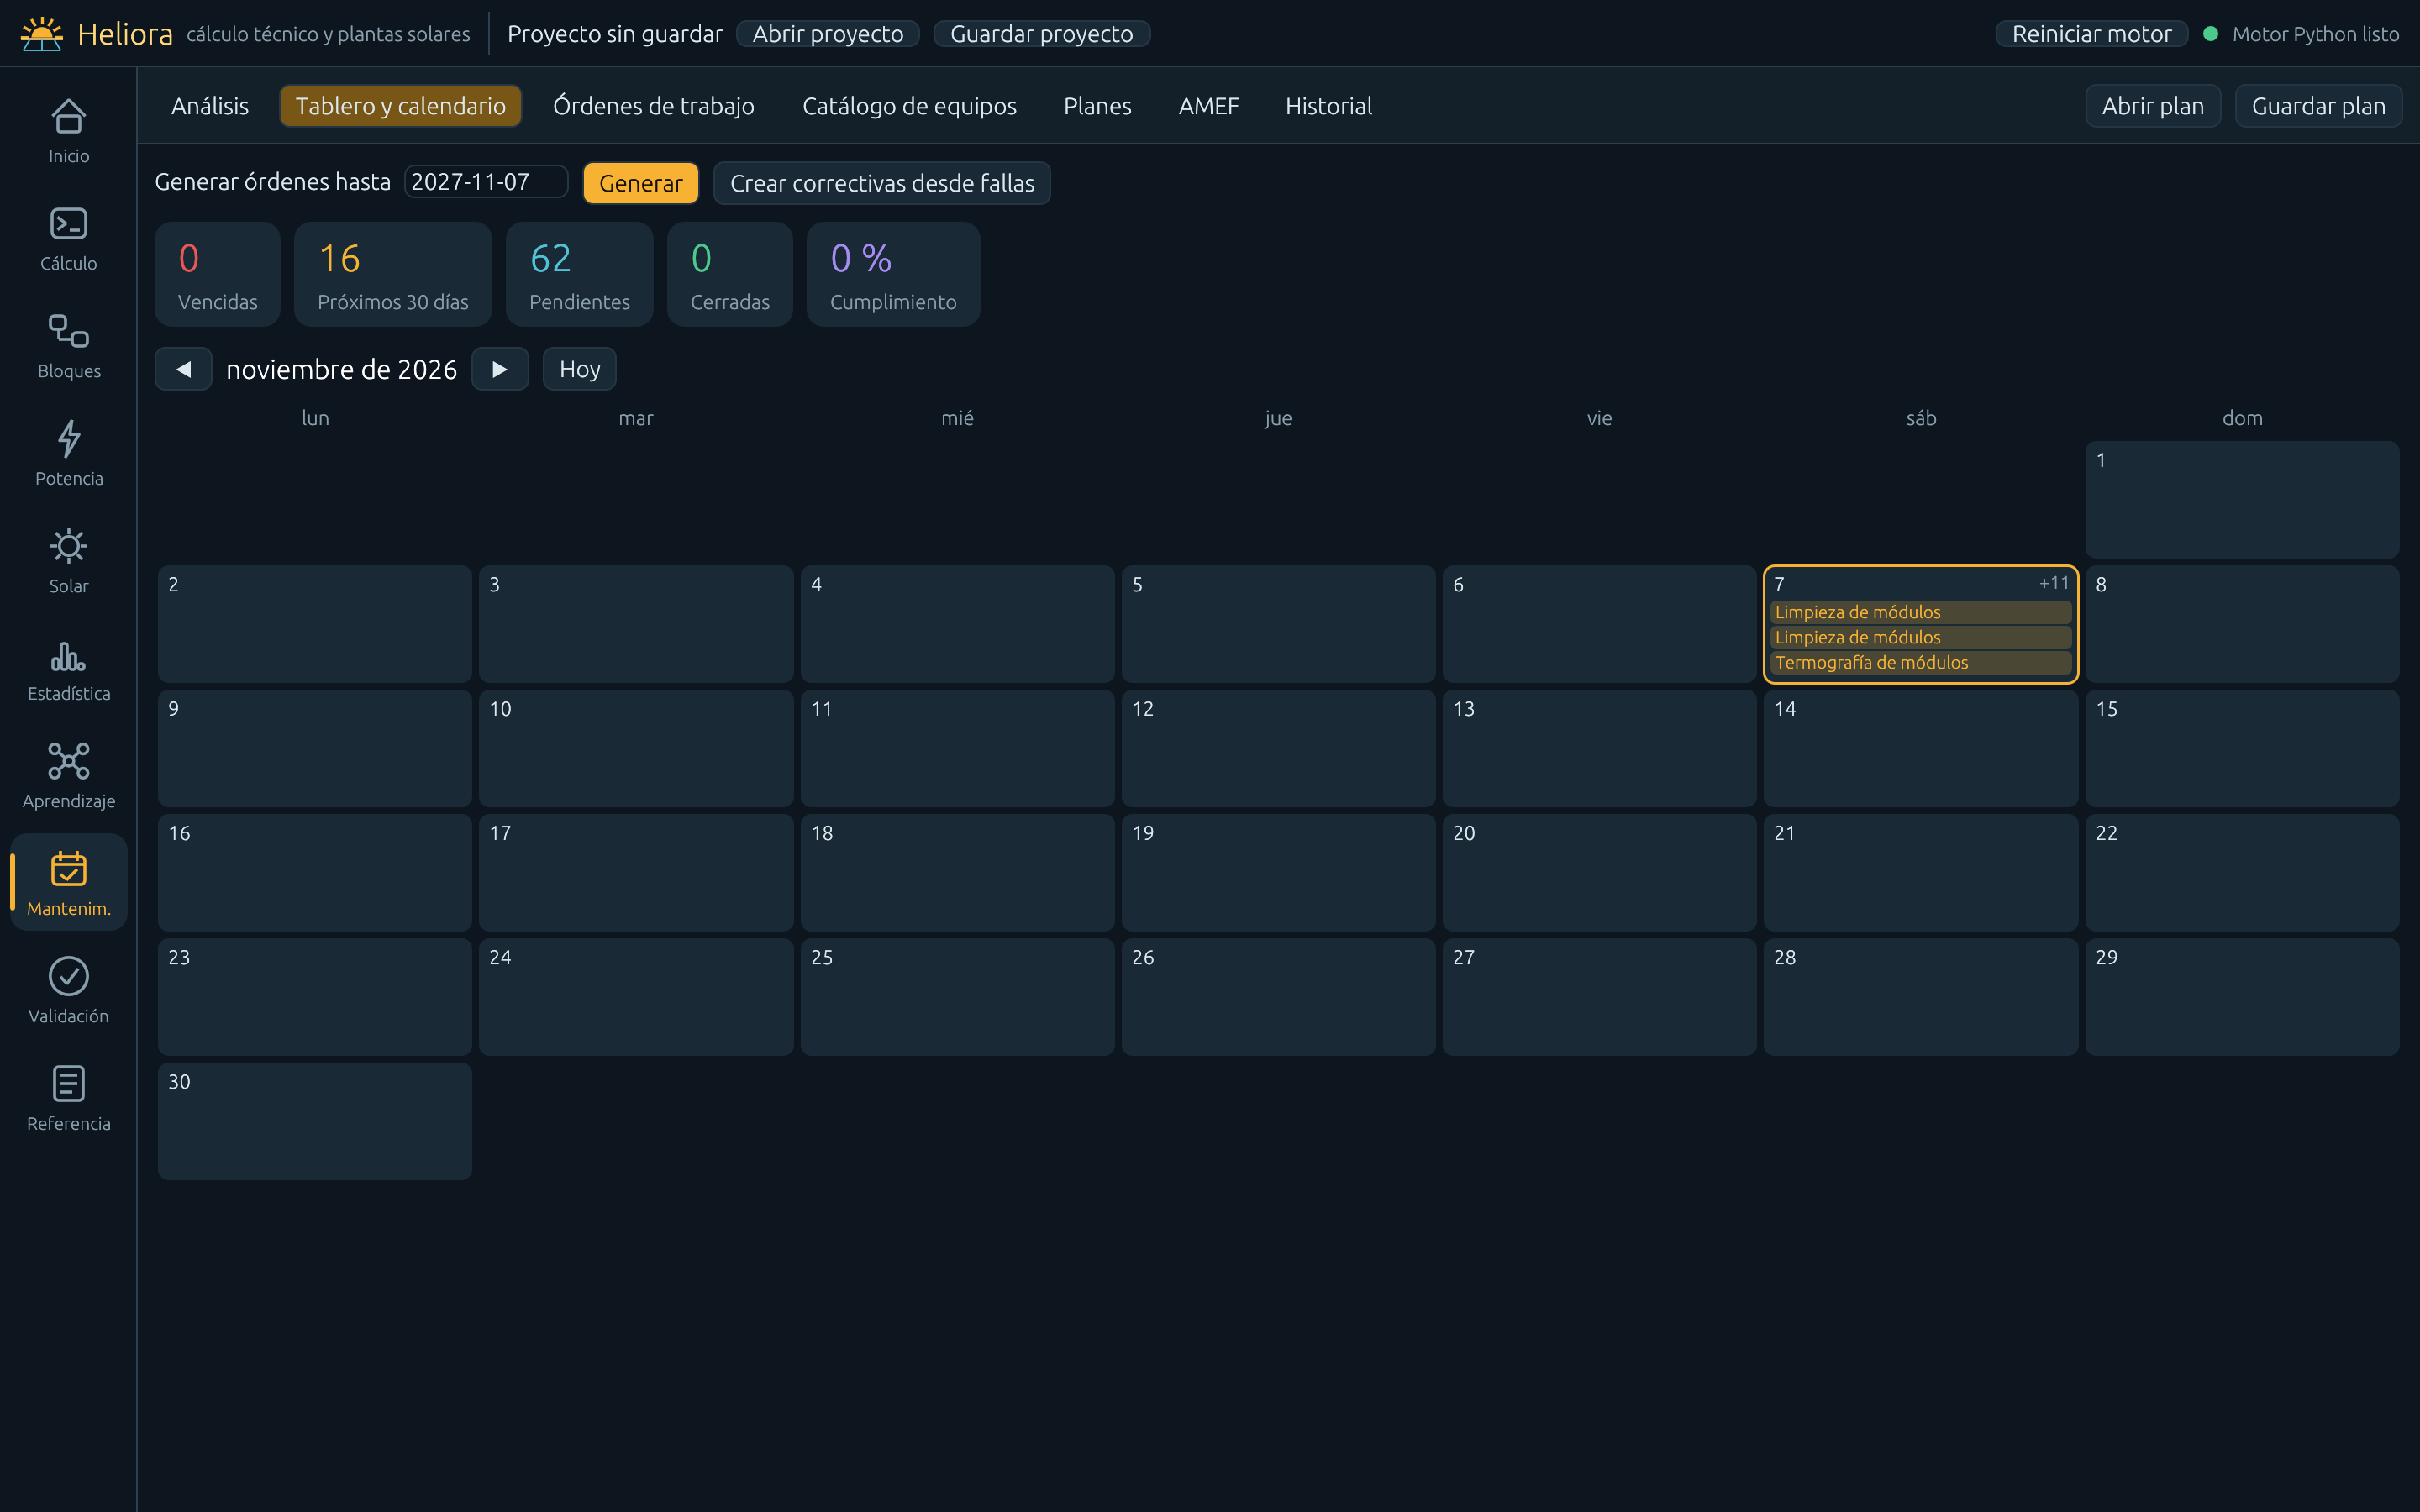 Heliora cálculo técnico y plantas solares Proyecto sin guardar Abrir proyecto Guardar proyecto Reiniciar motor Motor Python listo
Inicio
Cálculo
Bloques
Potencia
Solar
Estadística
Aprendizaje
Mantenim.
Validación
Referencia
Análisis Tablero y calendario Órdenes de trabajo Catálogo de equipos Planes AMEF Historial Abrir plan Guardar plan
Generar órdenes hasta 2027-11-07 Generar Crear correctivas desde fallas
0 16 62 0 0 %
Vencidas Próximos 30 días Pendientes Cerradas Cumplimiento
◀ noviembre de 2026 ▶ Hoy
lun mar mié jue vie sáb dom
1
2 3 4 5 6 7 +11 8
Limpieza de módulos
Limpieza de módulos
Termografía de módulos
9 10 11 12 13 14 15
16 17 18 19 20 21 22
23 24 25 26 27 28 29
30